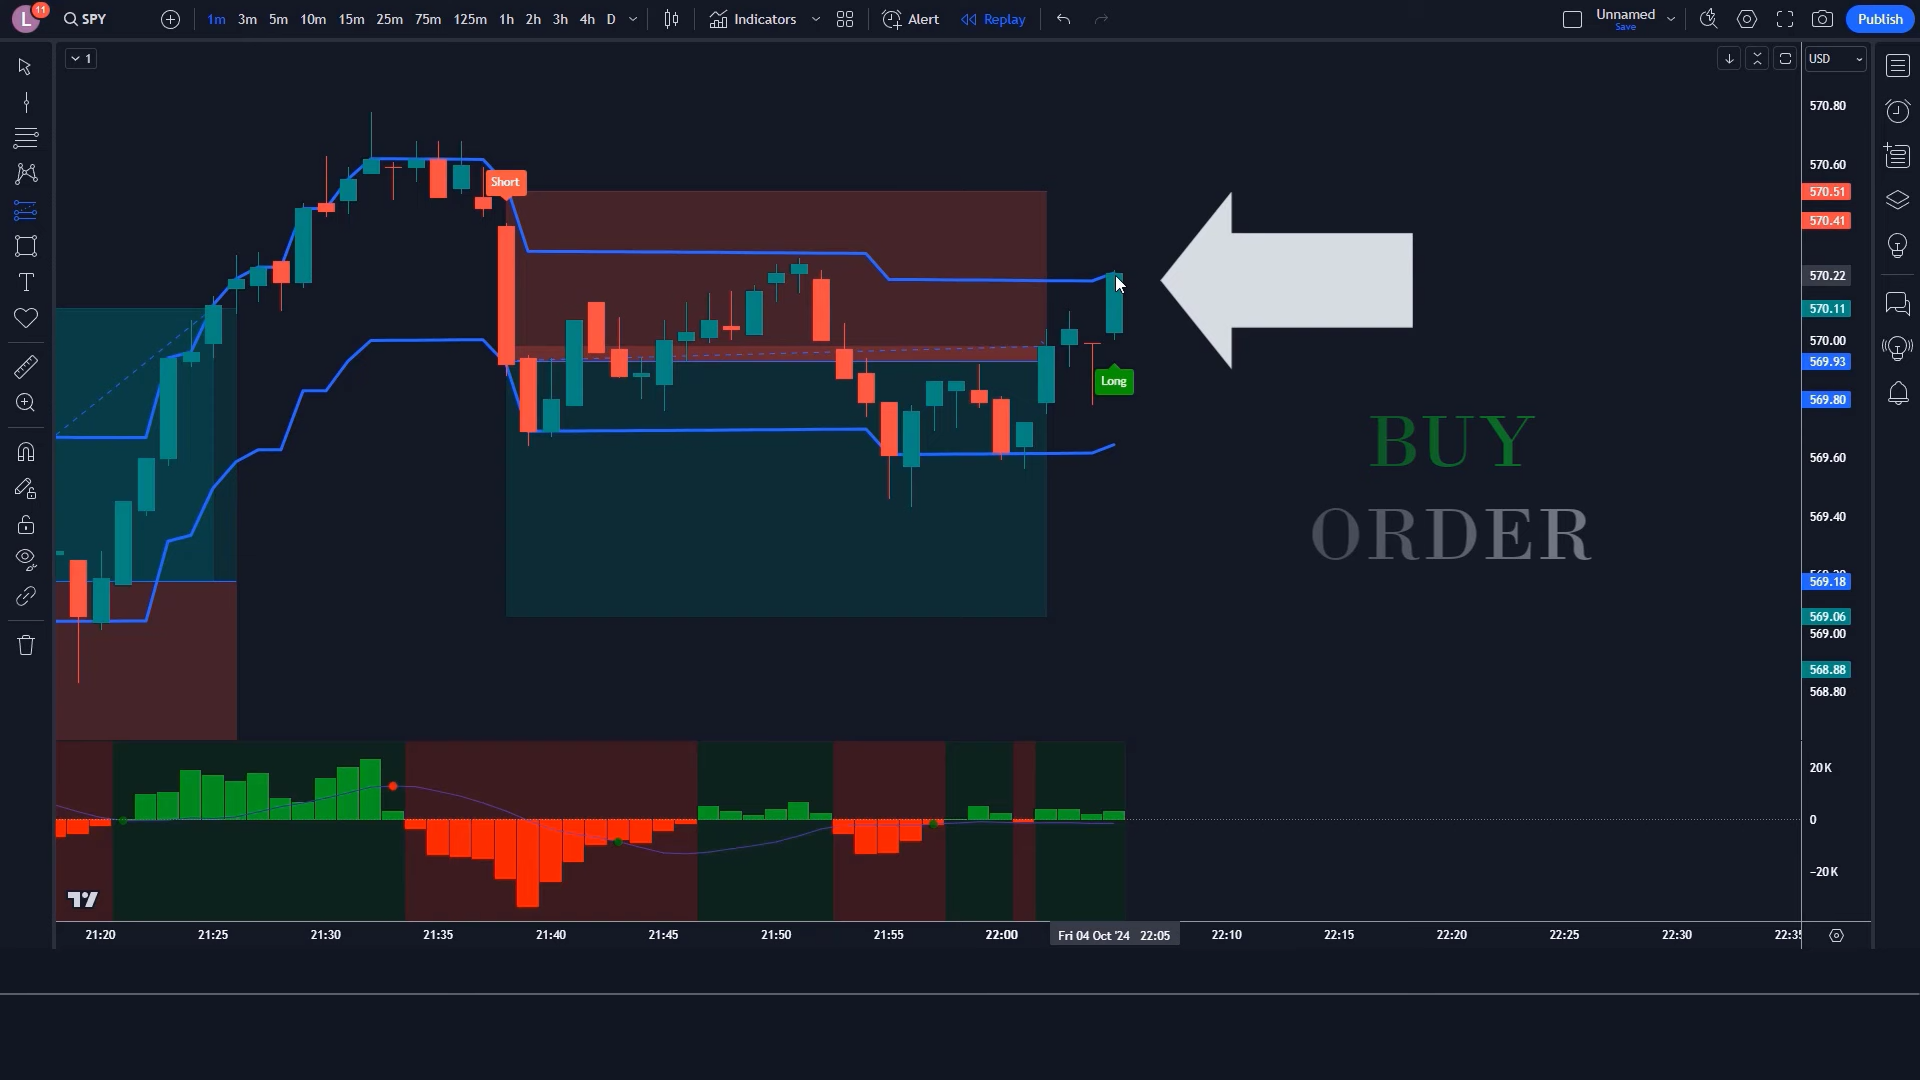 L 11 SPY 1m 3m 5m 10m 15m 25m 75m 125m 1h 2h 3h 4h D Indicators Alert Replay Unnamed Save Publish
1
USD
570.80
570.60
570.51
570.41
570.22
570.11
570.00
569.93
569.80
569.60
569.40
569.18
569.06
569.00
568.88
568.80
Short
Long
BUY
ORDER
20K
0
−20K
21:20 21:25 21:30 21:35 21:40 21:45 21:50 21:55 22:00 Fri 04 Oct '24 22:05 22:10 22:15 22:20 22:25 22:30